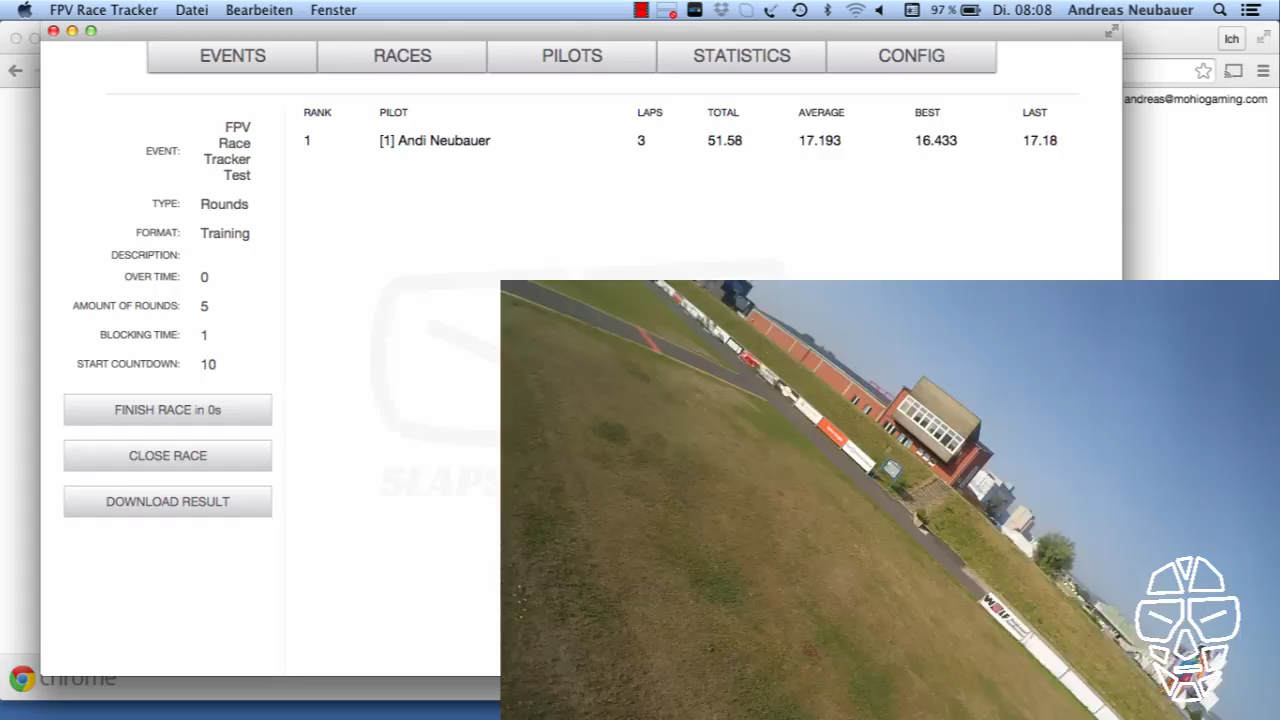 FPV Race Tracker Datei Bearbeiten Fenster 97 % Di. 08:08 Andreas Neubauer
Ich
EVENTS RACES PILOTS STATISTICS CONFIG
andreas@mohiogaming.com
RANK PILOT LAPS TOTAL AVERAGE BEST LAST
1 [1] Andi Neubauer 3 51.58 17.193 16.433 17.18
EVENT: FPV
Race
Tracker
Test
TYPE: Rounds
FORMAT: Training
DESCRIPTION:
OVER TIME: 0
AMOUNT OF ROUNDS: 5
BLOCKING TIME: 1
START COUNTDOWN: 10
FINISH RACE in 0s
CLOSE RACE
DOWNLOAD RESULT
5LAPS
W LF
chrome